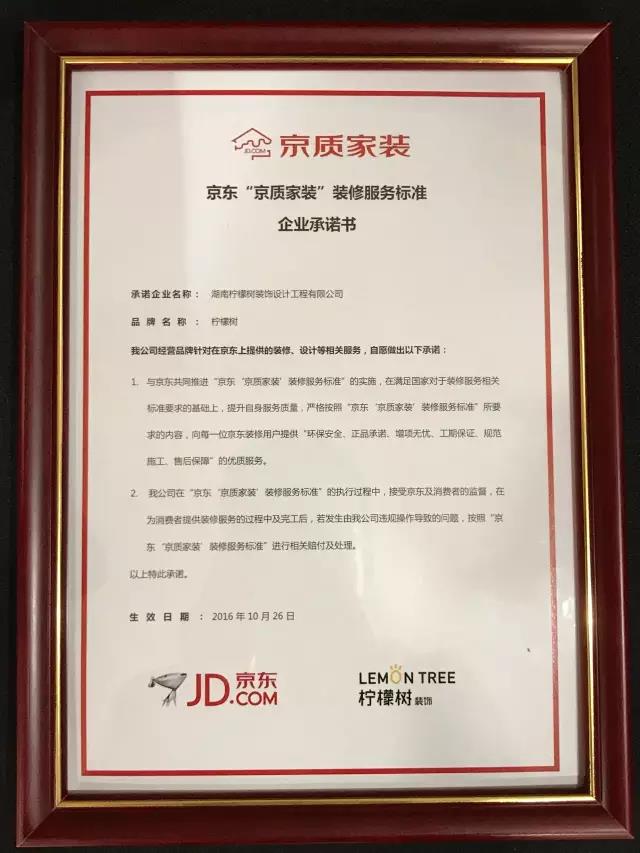 JD.COM 京质家装
京东“京质家装”装修服务标准
企业承诺书
承诺企业名称：湖南柠檬树装饰设计工程有限公司
品牌名称：柠檬树
我公司经营品牌针对在京东上提供的装修、设计等相关服务，自愿做出以下承诺：
1. 与京东共同推进“京东‘京质家装’装修服务标准”的实施，在满足国家对于装修服务相关
标准要求的基础上，提升自身服务质量，严格按照“京东‘京质家装’装修服务标准”所要
求的内容，向每一位京东装修用户提供“环保安全、正品承诺、增项无忧、工期保证、规范
施工、售后保障”的优质服务。
2. 我公司在“京东‘京质家装’装修服务标准”的执行过程中，接受京东及消费者的监督，在
为消费者提供装修服务的过程中及完工后，若发生由我公司违规操作导致的问题，按照“京
东‘京质家装’装修服务标准”进行相关赔付及处理。
以上特此承诺。
生效日期：2016年10月26日
JD京东.COM
LEMON TREE
柠檬树装饰